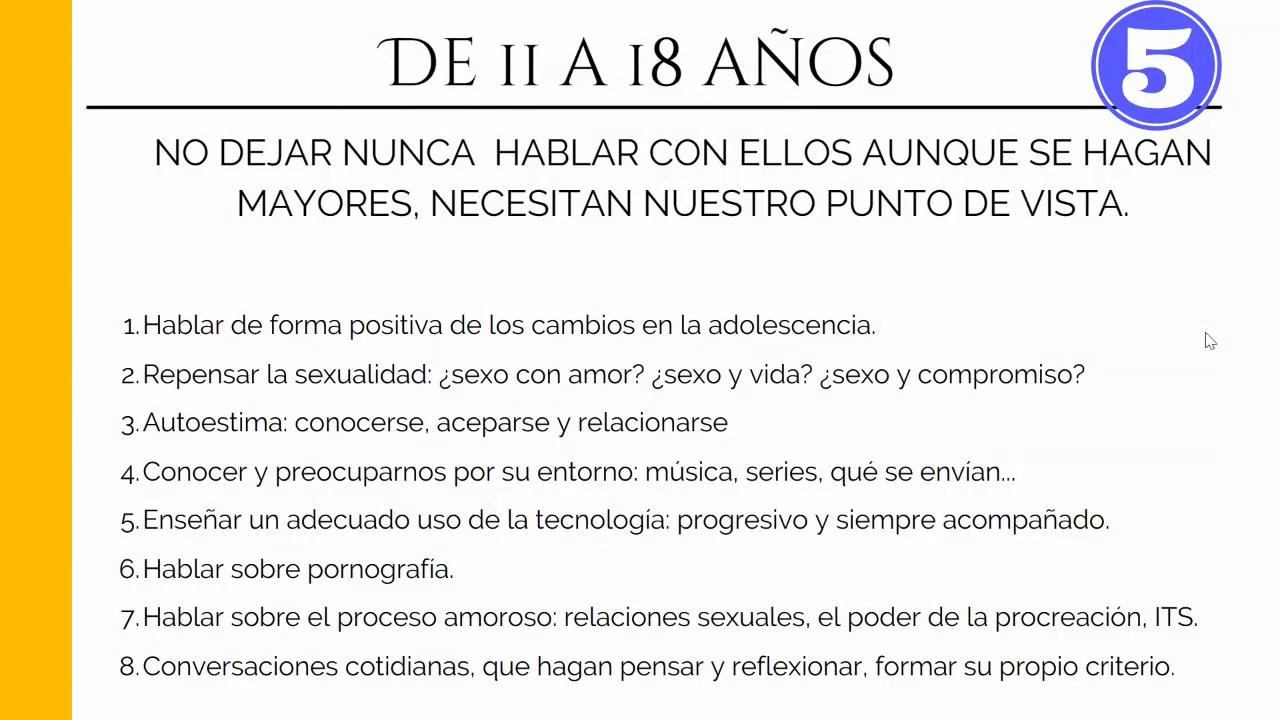 DE 11 A 18 AÑOS
5
NO DEJAR NUNCA HABLAR CON ELLOS AUNQUE SE HAGAN
MAYORES, NECESITAN NUESTRO PUNTO DE VISTA.
1. Hablar de forma positiva de los cambios en la adolescencia.
2. Repensar la sexualidad: ¿sexo con amor? ¿sexo y vida? ¿sexo y compromiso?
3. Autoestima: conocerse, aceparse y relacionarse
4. Conocer y preocuparnos por su entorno: música, series, qué se envían...
5. Enseñar un adecuado uso de la tecnología: progresivo y siempre acompañado.
6. Hablar sobre pornografía.
7. Hablar sobre el proceso amoroso: relaciones sexuales, el poder de la procreación, ITS.
8. Conversaciones cotidianas, que hagan pensar y reflexionar, formar su propio criterio.